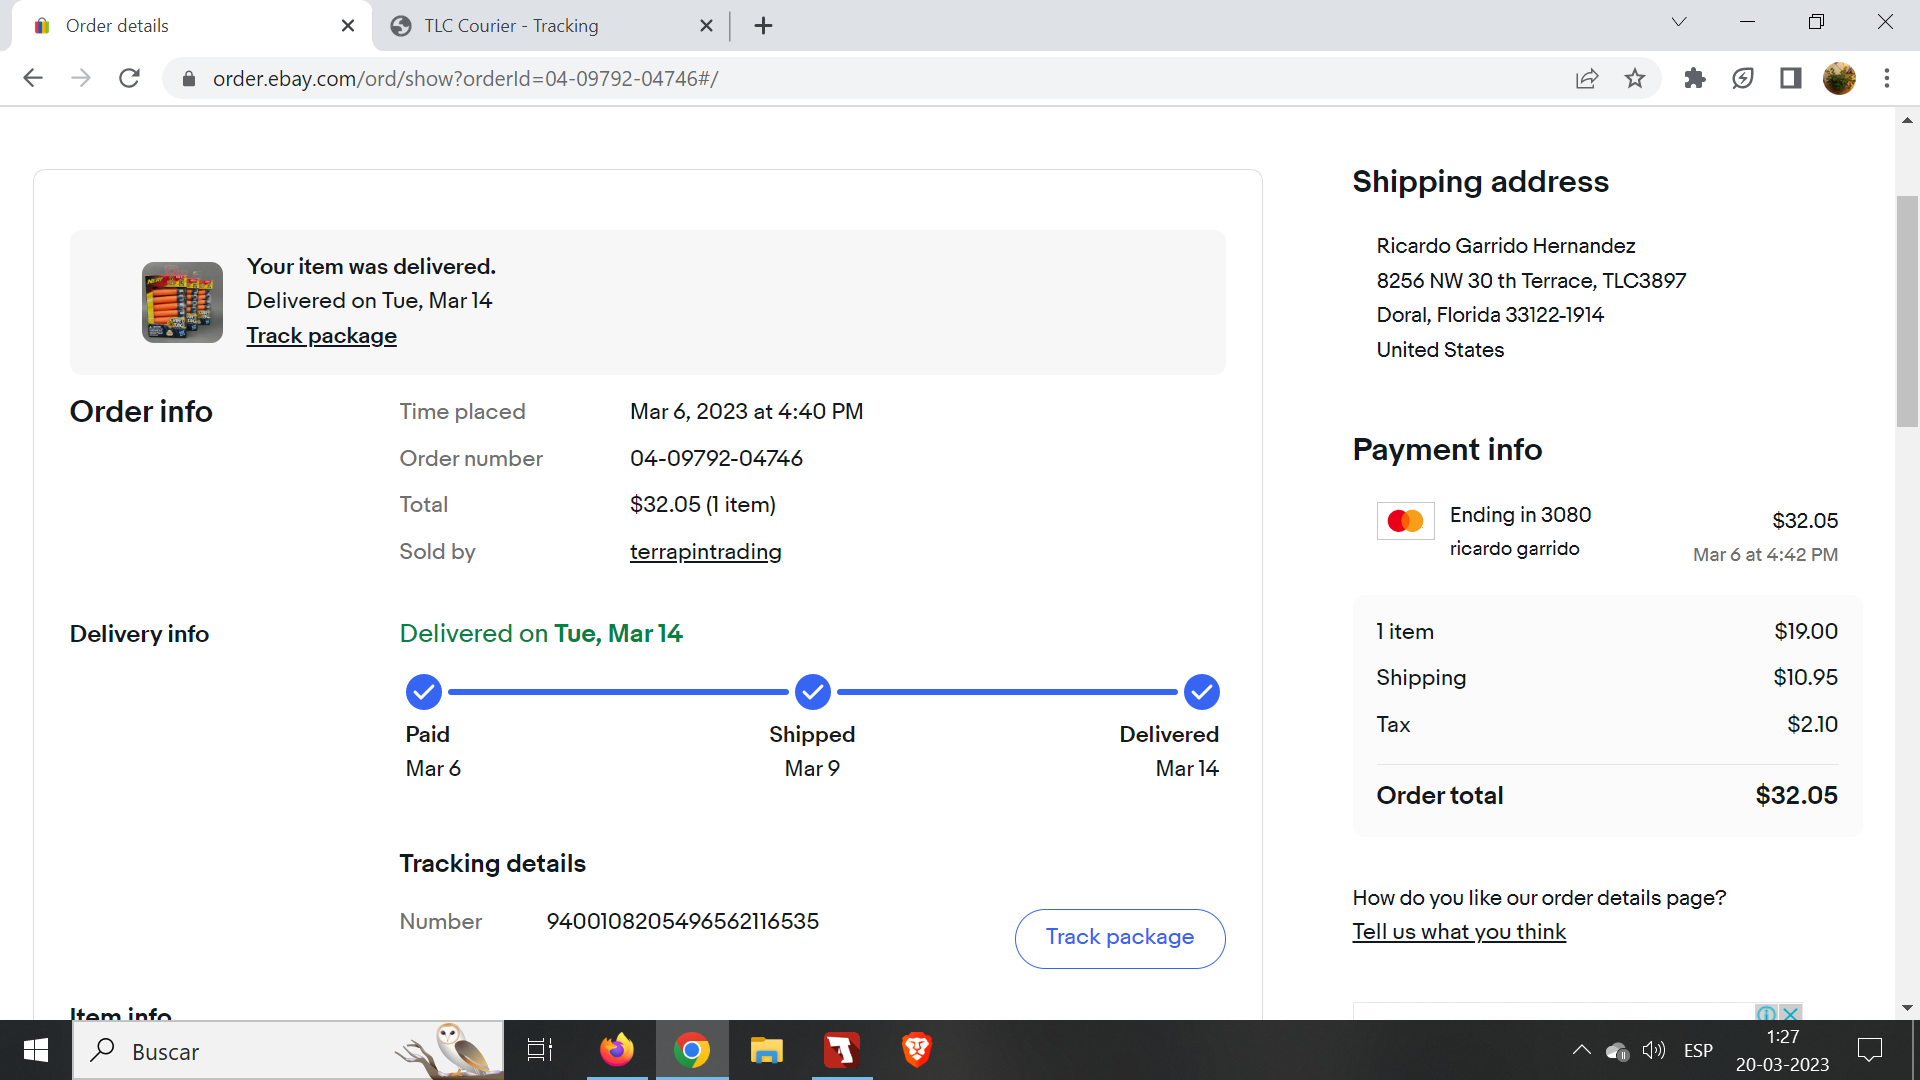 Order details
TLC Courier - Tracking
order.ebay.com/ord/show?orderId=04-09792-04746#/
Your item was delivered.
Delivered on Tue, Mar 14
Track package
Order info
Time placed Mar 6, 2023 at 4:40 PM
Order number 04-09792-04746
Total $32.05 (1 item)
Sold by terrapintrading
Delivery info
Delivered on Tue, Mar 14
Paid Shipped Delivered
Mar 6 Mar 9 Mar 14
Tracking details
Number 9400108205496562116535
Track package
Item info
Shipping address
Ricardo Garrido Hernandez
8256 NW 30 th Terrace, TLC3897
Doral, Florida 33122-1914
United States
Payment info
Ending in 3080 $32.05
ricardo garrido Mar 6 at 4:42 PM
1 item $19.00
Shipping $10.95
Tax $2.10
Order total $32.05
How do you like our order details page?
Tell us what you think
Buscar
ESP
1:27
20-03-2023